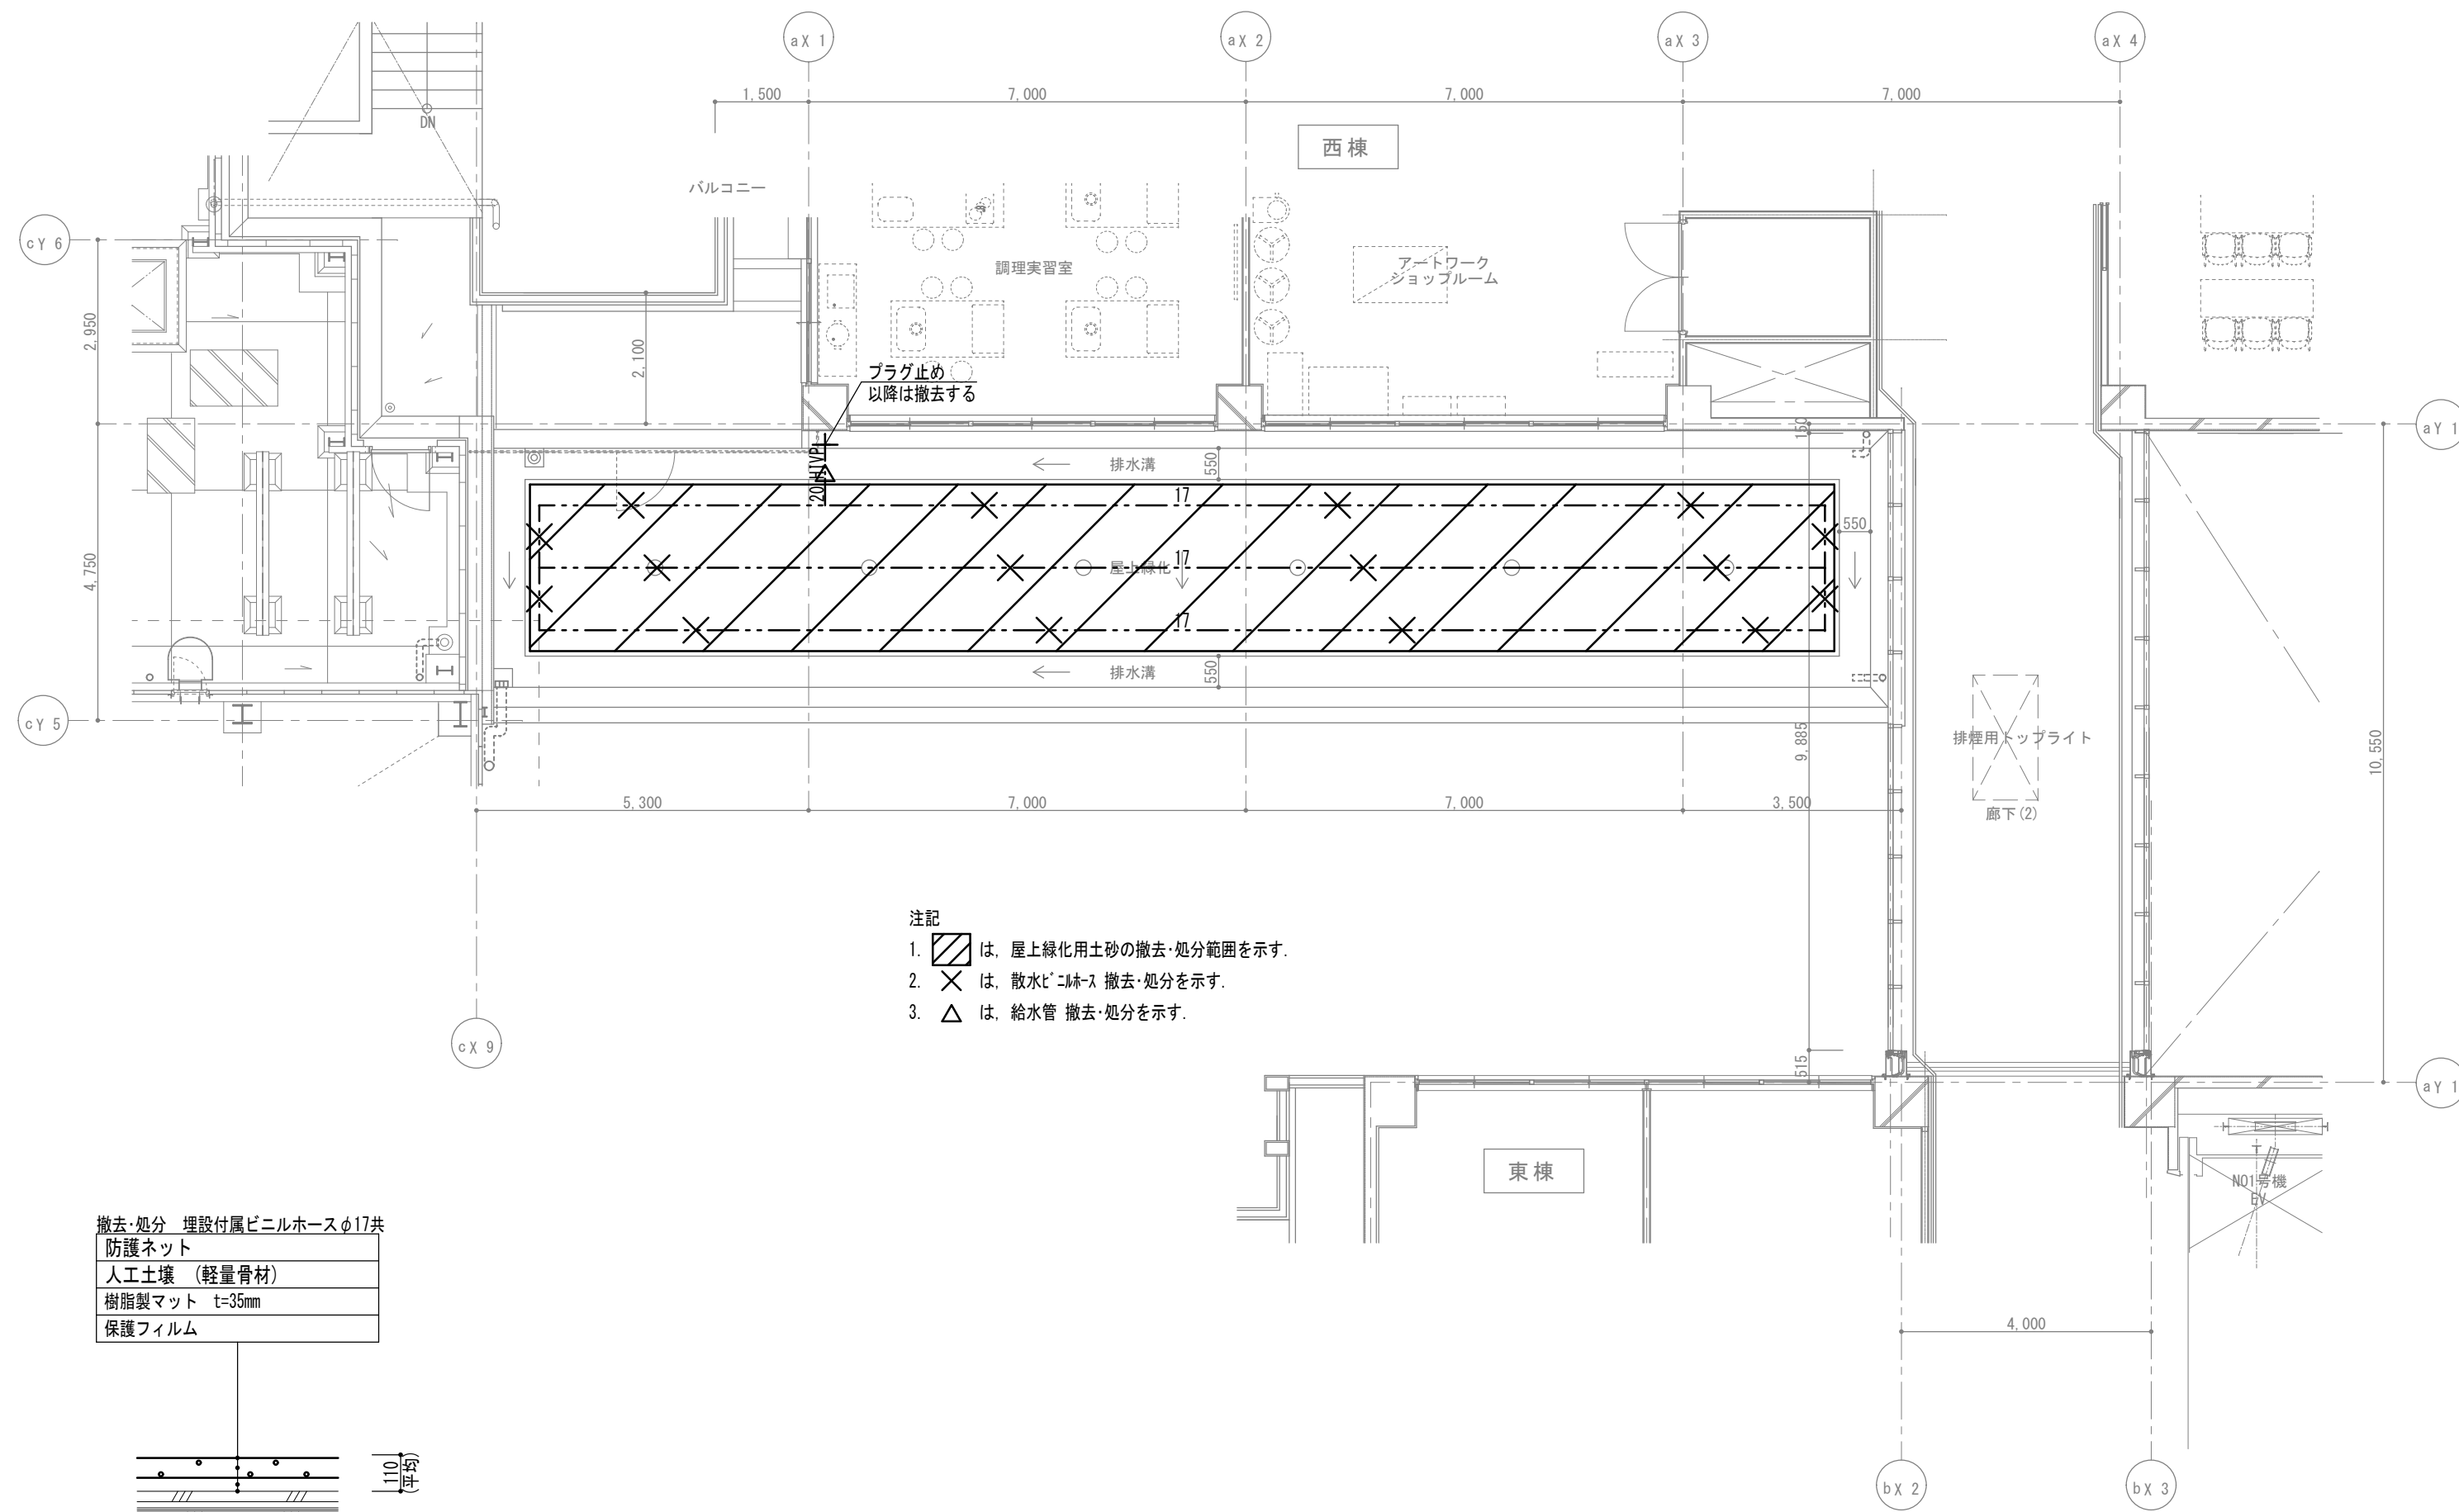 aX 1
aX 2
aX 3
aX 4
1,500
7,000
7,000
7,000
DN
西棟
バルコニー
cY 6
調理実習室
アートワーク
ショップルーム
2,950
2,100
プラグ止め
以降は撤去する
aY 1
150
20HIVP
排水溝
550
17
550
4,750
屋上緑化
17
17
排水溝
550
cY 5
9,885
排煙用トップライト
10,550
5,300
7,000
7,000
3,500
廊下(2)
注記
1. は, 屋上緑化用土砂の撤去・処分範囲を示す.
2. は, 散水ビニルホース 撤去・処分を示す.
3. は, 給水管 撤去・処分を示す.
cX 9
515
aY 1
東棟
NO1号機
EV
撤去・処分 埋設付属ビニルホースφ17共
防護ネット
人工土壌 (軽量骨材)
樹脂製マット t=35mm
保護フィルム
4,000
110
(平均)
bX 2
bX 3